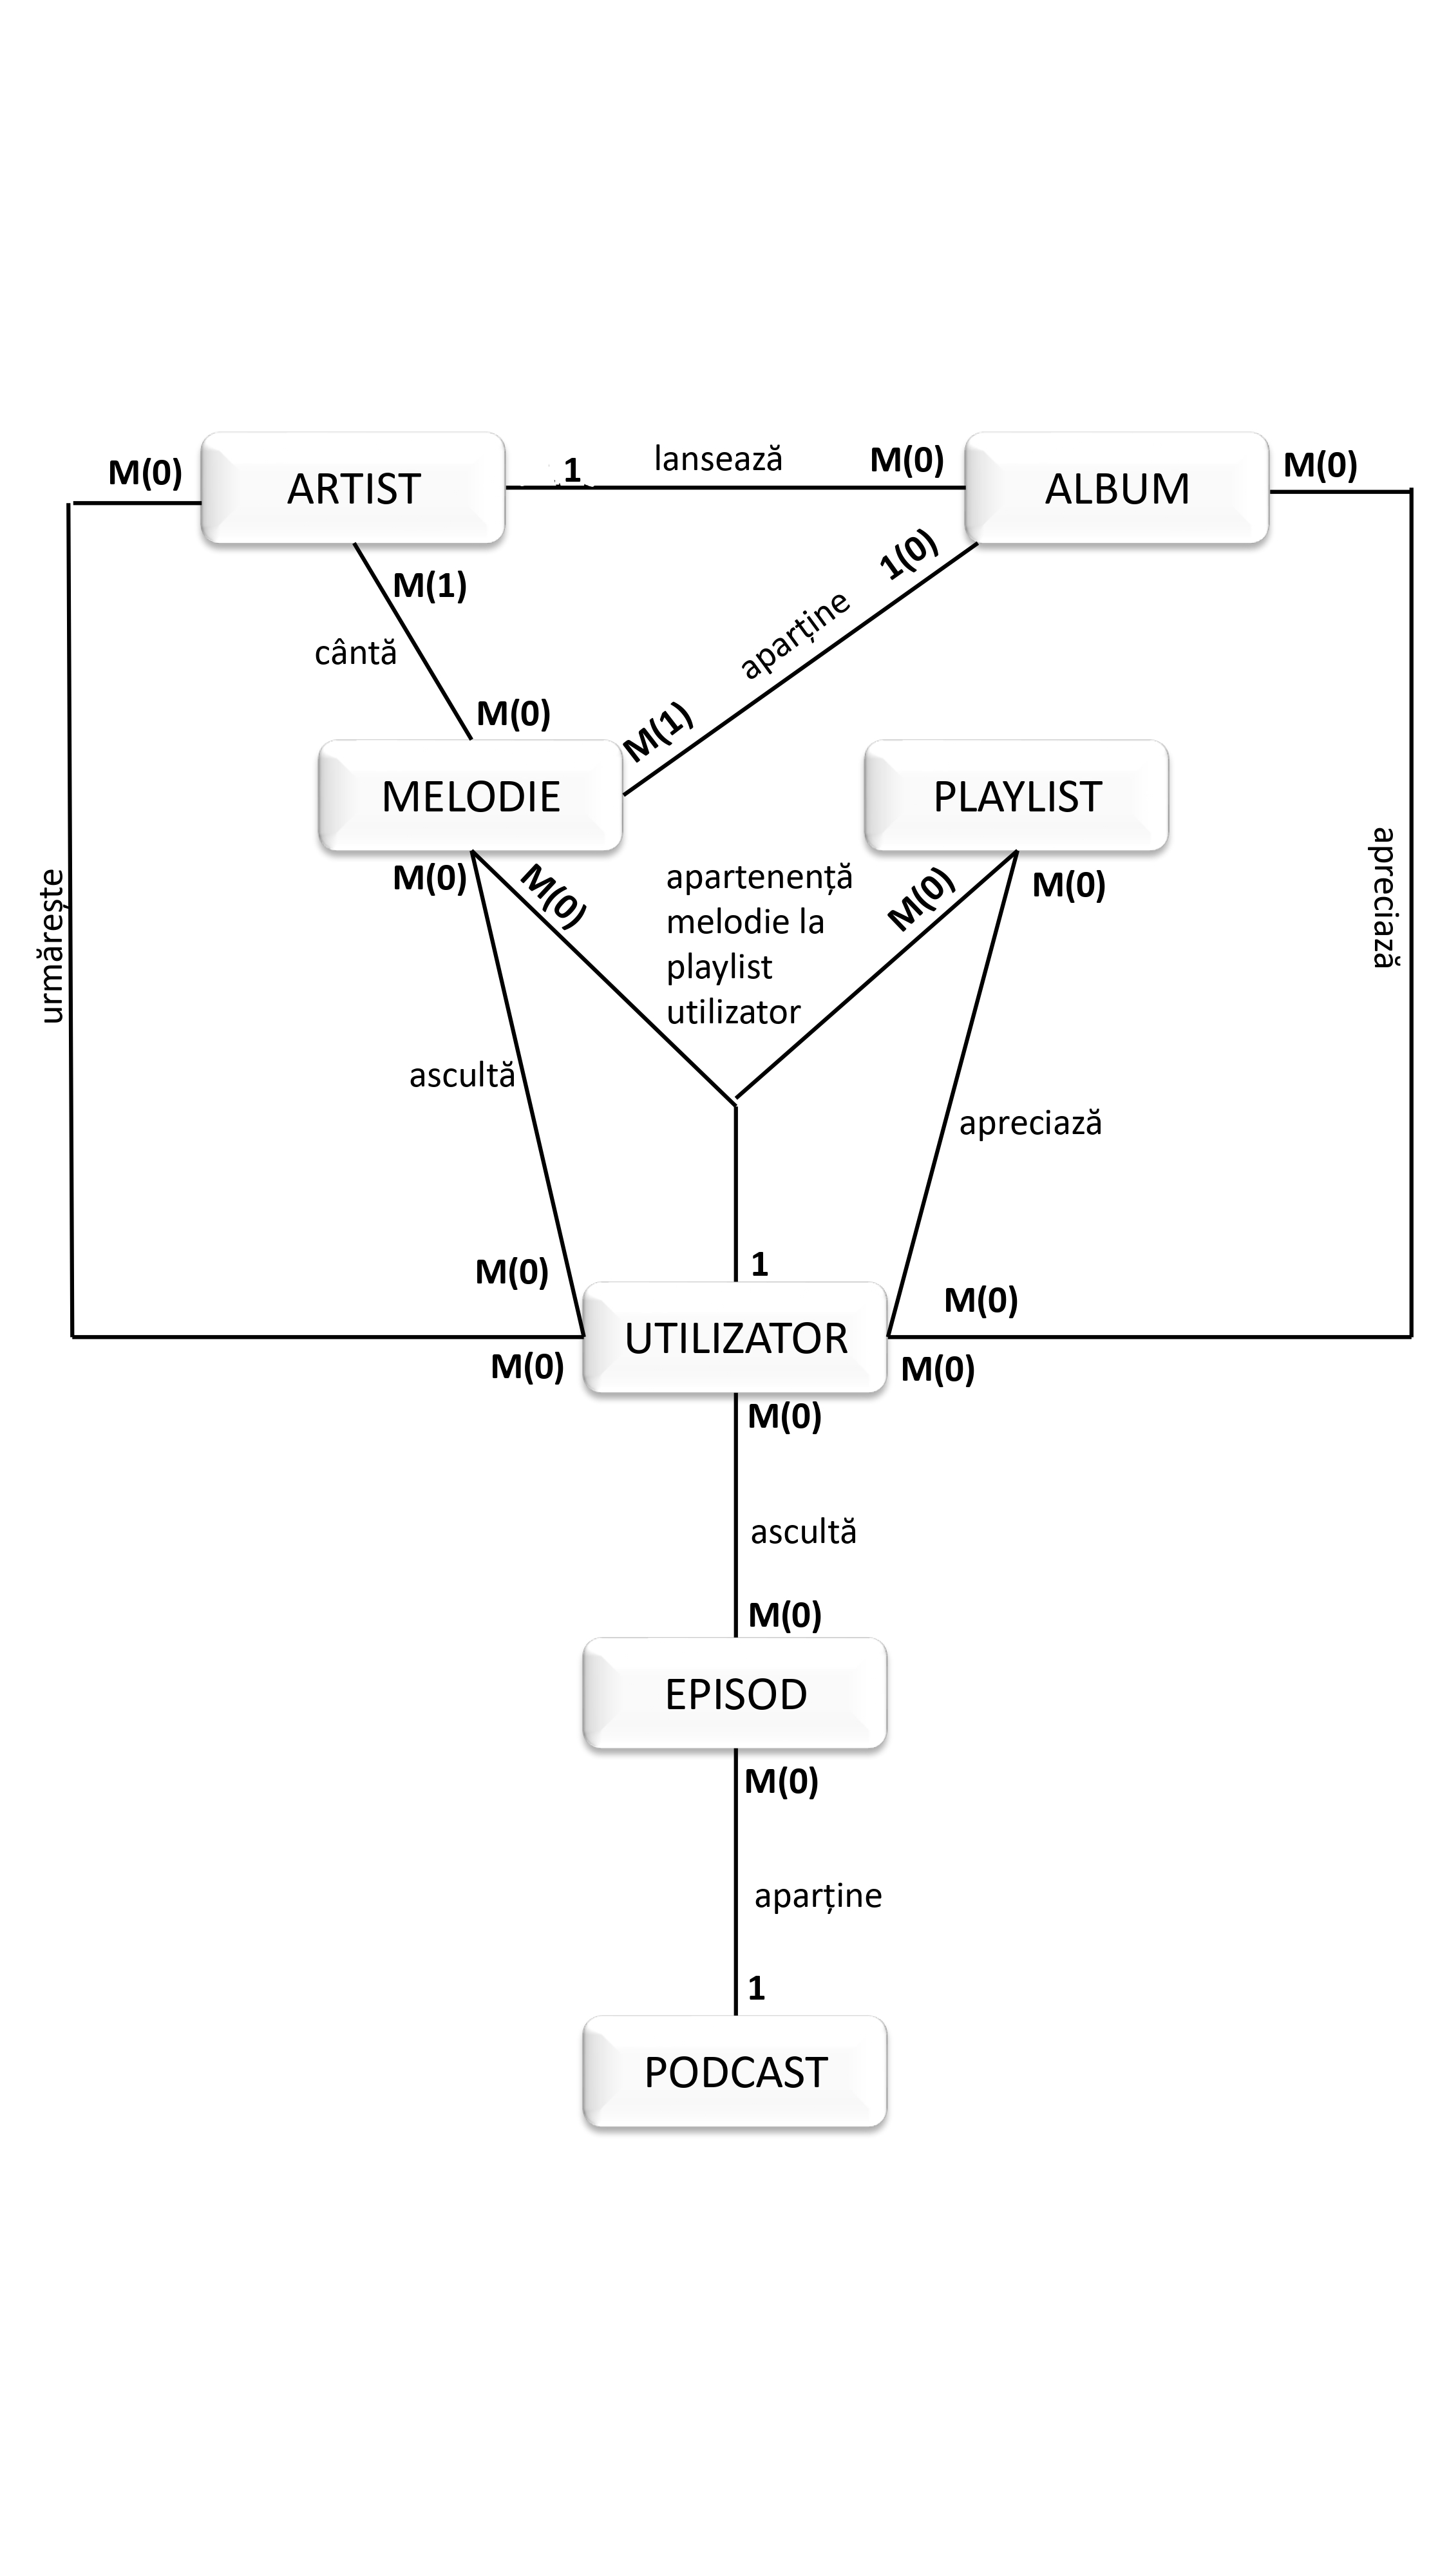 lansează
M(0)
ARTIST
1
M(0)
ALBUM
M(0)
M(1)
1(0)
aparține
cântă
M(0)
M(1)
MELODIE
PLAYLIST
M(0)
M(0)
apartenență
melodie la
playlist
utilizator
M(0)
M(0)
urmărește
apreciază
ascultă
apreciază
M(0)
1
M(0)
UTILIZATOR
M(0)
M(0)
M(0)
ascultă
M(0)
EPISOD
M(0)
aparține
1
PODCAST